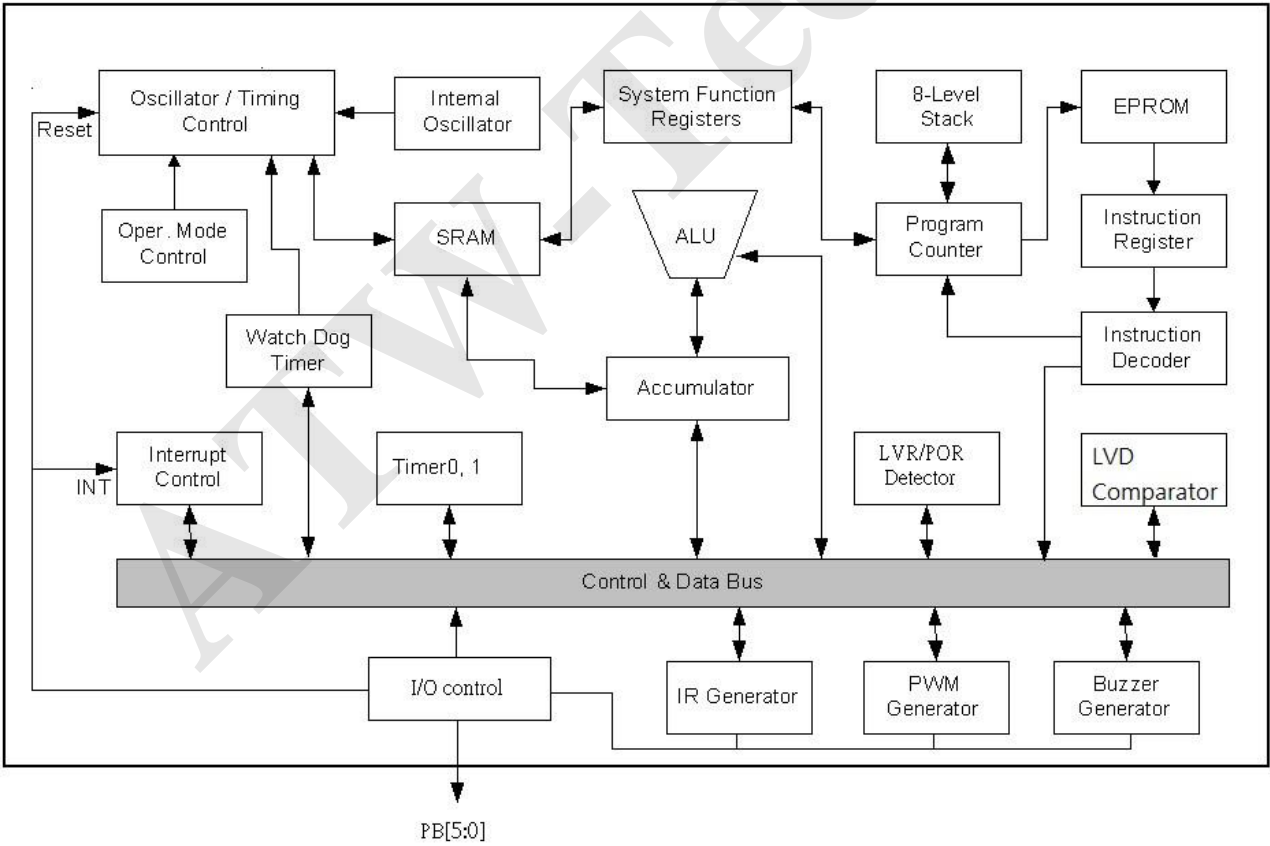 ATW-Tec
Oscillator / Timing
Control
Internal
Oscillator
System Function
Registers
8-Level
Stack
EPROM
Reset
Oper. Mode
Control
SRAM
ALU
Program
Counter
Instruction
Register
Watch Dog
Timer
Accumulator
Instruction
Decoder
Interrupt
Control
INT
Timer0, 1
LVR/POR
Detector
LVD
Comparator
Control & Data Bus
I/O control
IR Generator
PWM
Generator
Buzzer
Generator
PB[5:0]